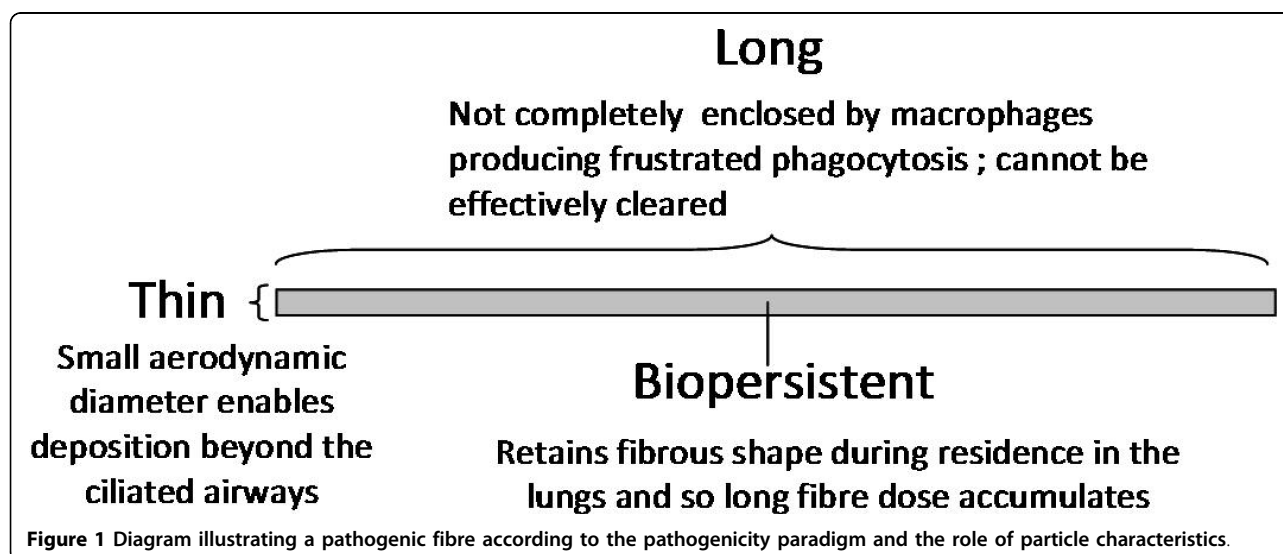 Long
Not completely enclosed by macrophages
producing frustrated phagocytosis ; cannot be
effectively cleared
Thin
Small aerodynamic
diameter enables
deposition beyond the
ciliated airways
Biopersistent
Retains fibrous shape during residence in the
lungs and so long fibre dose accumulates
Figure 1 Diagram illustrating a pathogenic fibre according to the pathogenicity paradigm and the role of particle characteristics.